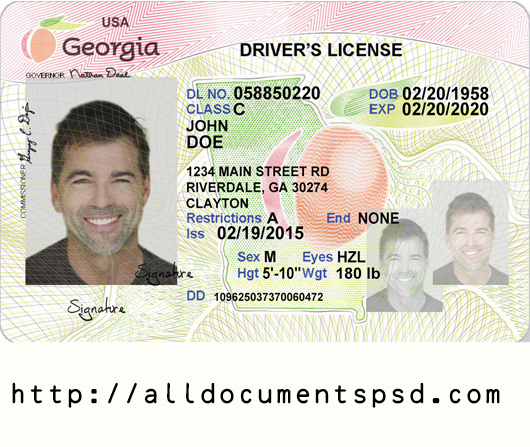 USA
Georgia
DRIVER'S LICENSE
GOVERNOR Nathan Deal
DL NO. 058850220
DOB 02/20/1958
CLASS C
EXP 02/20/2020
JOHN
DOE
1234 MAIN STREET RD
RIVERDALE, GA 30274
CLAYTON
Restrictions A End NONE
Iss 02/19/2015
Sex M Eyes HZL
Hgt 5'-10" Wgt 180 lb
DD 109625037370060472
COMMISSIONER
Signature
Signature
http://alldocumentspsd.com